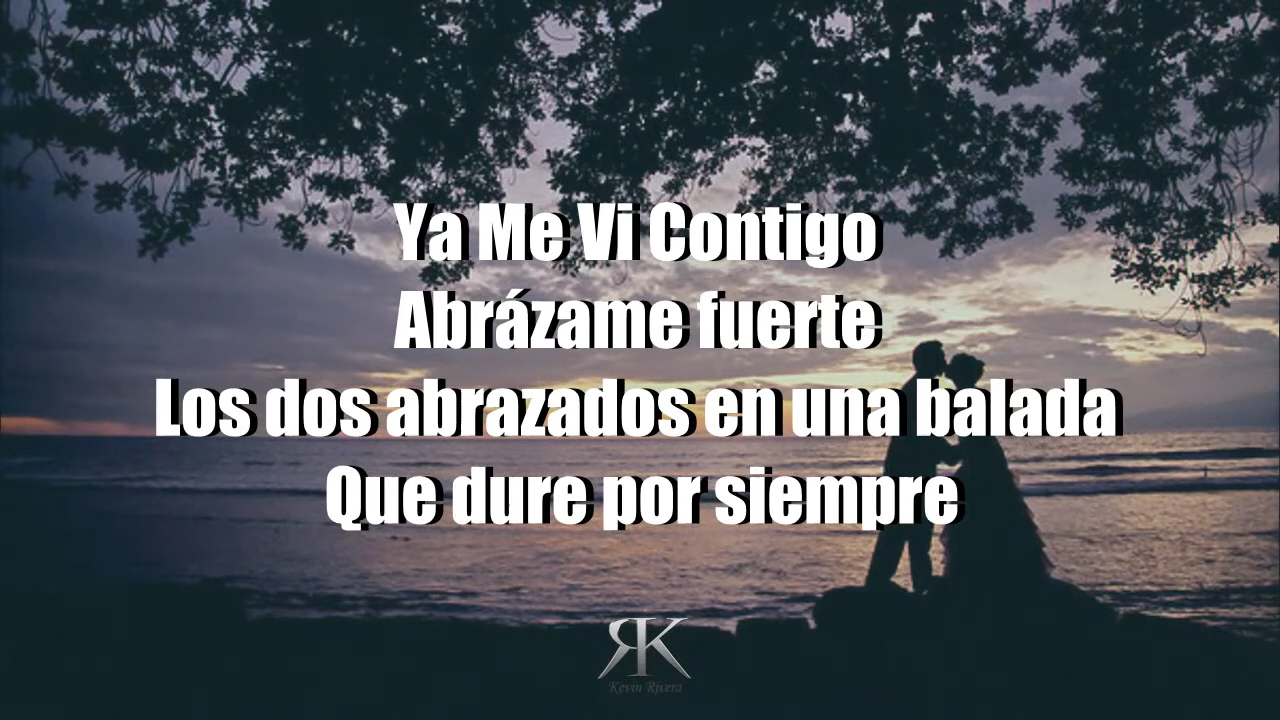 Ya Me Vi Contigo
Abrázame fuerte
Los dos abrazados en una balada
Que dure por siempre
RK
Kevin Rivera